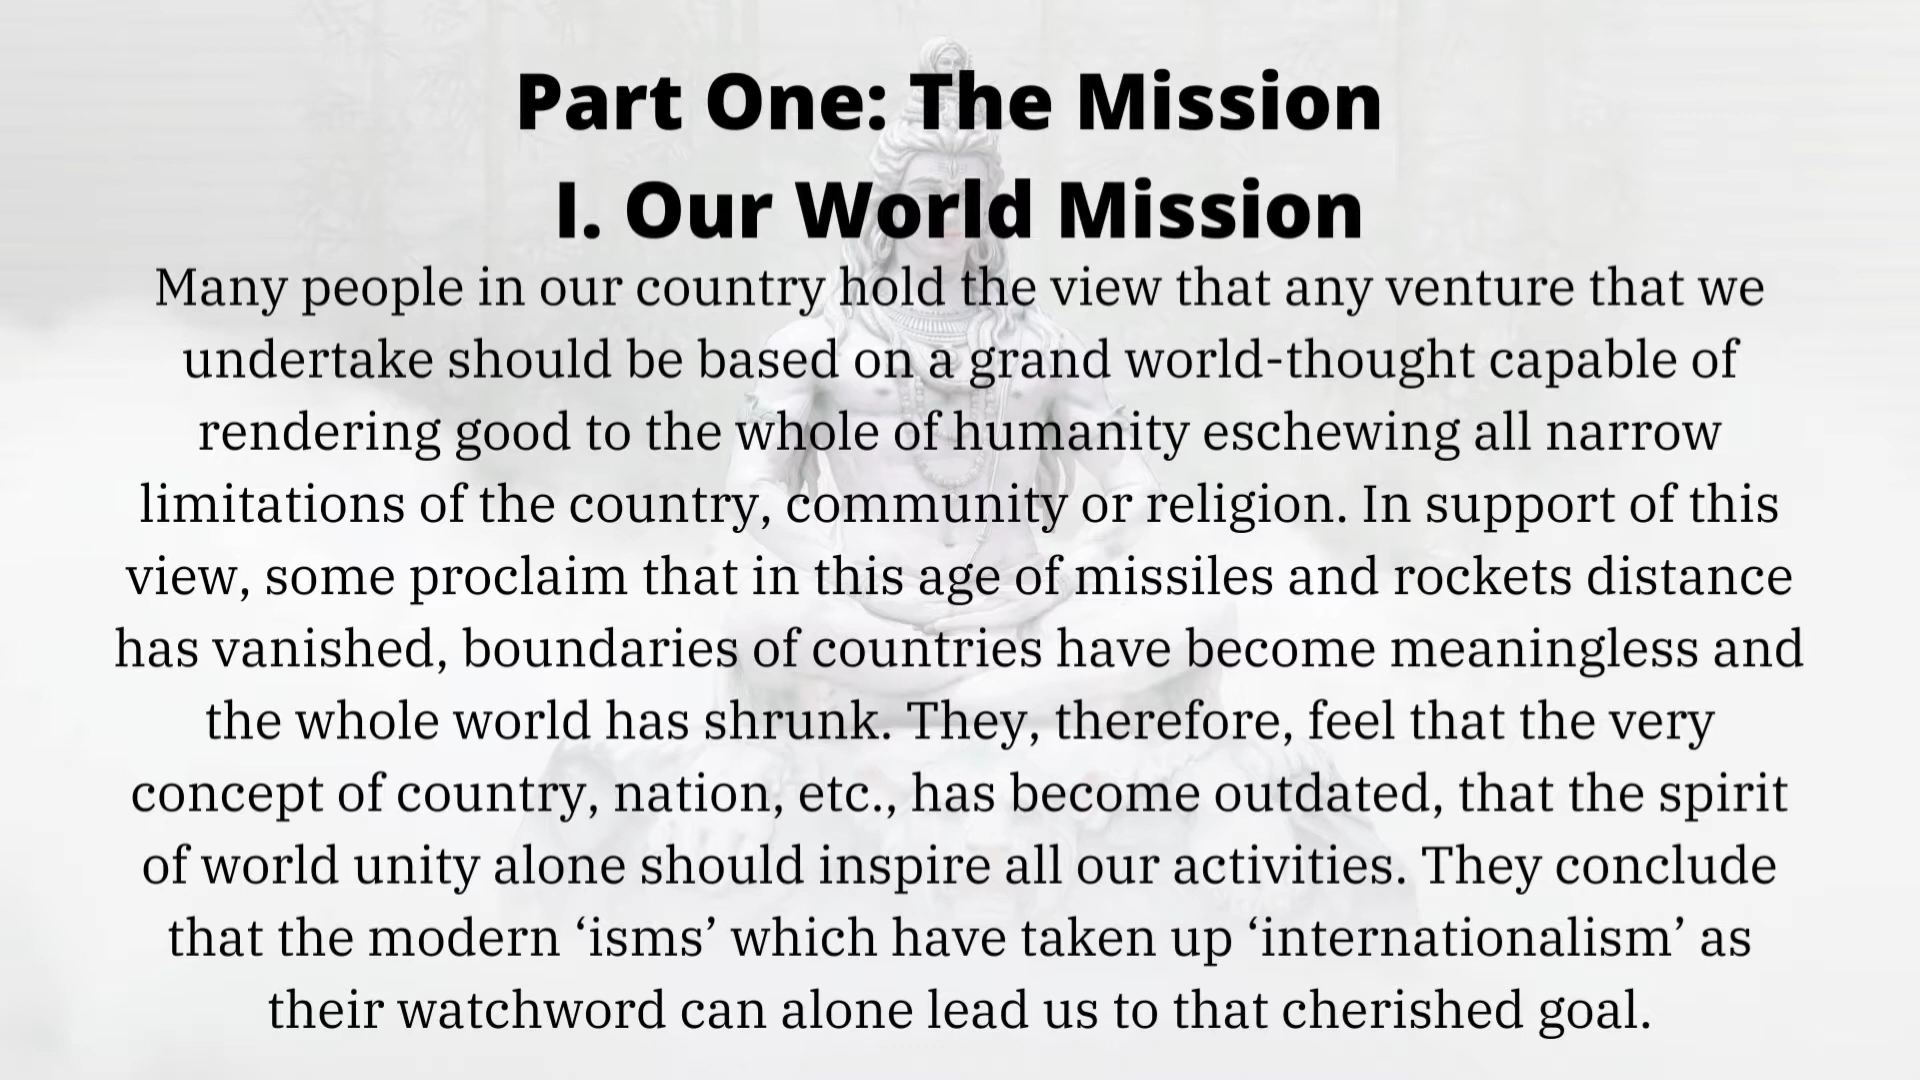 Part One: The Mission
I. Our World Mission
Many people in our country hold the view that any venture that we
undertake should be based on a grand world-thought capable of
rendering good to the whole of humanity eschewing all narrow
limitations of the country, community or religion. In support of this
view, some proclaim that in this age of missiles and rockets distance
has vanished, boundaries of countries have become meaningless and
the whole world has shrunk. They, therefore, feel that the very
concept of country, nation, etc., has become outdated, that the spirit
of world unity alone should inspire all our activities. They conclude
that the modern ‘isms’ which have taken up ‘internationalism’ as
their watchword can alone lead us to that cherished goal.